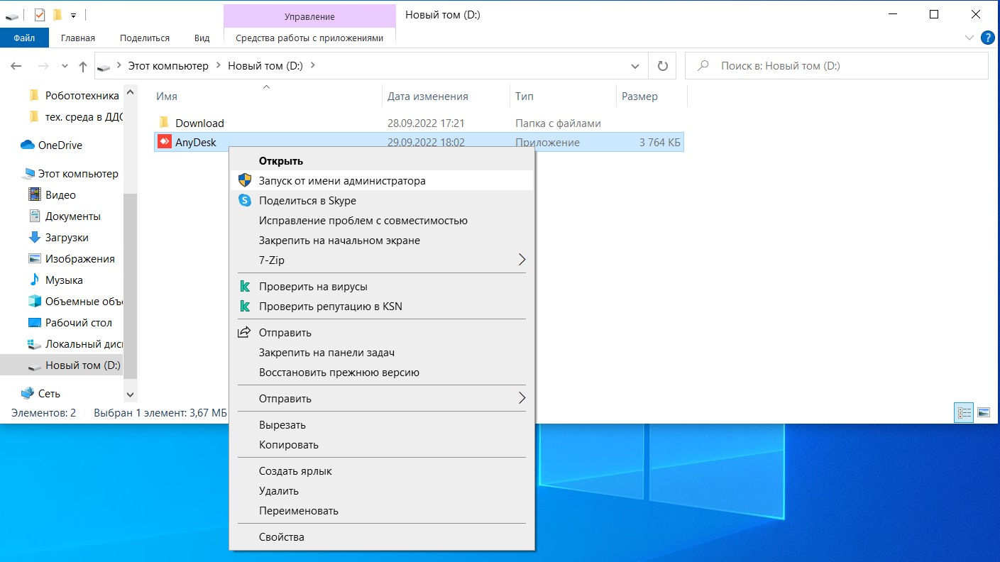 Управление
Новый том (D:)
Файл
Главная
Поделиться
Вид
Средства работы с приложениями
?
Этот компьютер
Новый том (D:)
Поиск в: Новый том (D:)
Робототехника
тех. среда в ДДС
OneDrive
Этот компьютер
Видео
Документы
Загрузки
Изображения
Музыка
Объемные объ
Рабочий стол
Локальный дис
Новый том (D:)
Сеть
Имя
Дата изменения
Тип
Размер
Download
28.09.2022 17:21
Папка с файлами
AnyDesk
29.09.2022 18:02
Приложение
3 764 КБ
Открыть
Запуск от имени администратора
Поделиться в Skype
Исправление проблем с совместимостью
Закрепить на начальном экране
7-Zip
Проверить на вирусы
Проверить репутацию в KSN
Отправить
Закрепить на панели задач
Восстановить прежнюю версию
Отправить
Вырезать
Копировать
Создать ярлык
Удалить
Переименовать
Свойства
Элементов: 2
Выбран 1 элемент: 3,67 МБ